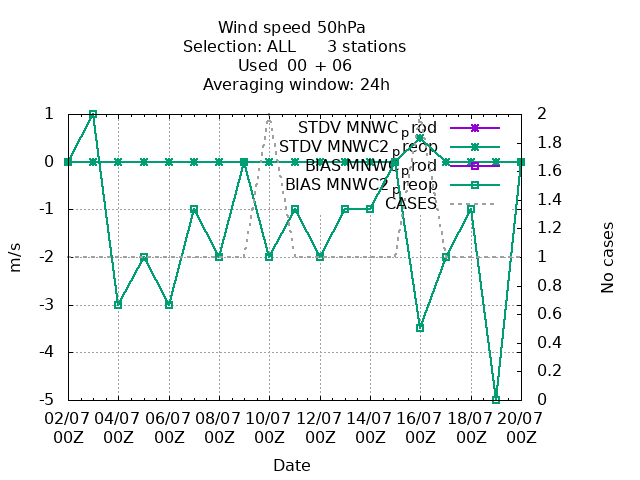 Wind speed 50hPa
Selection: ALL 3 stations
Used 00 + 06
Averaging window: 24h
STDV MNWC_prod
STDV MNWC2_preop
BIAS MNWC_prod
BIAS MNWC2_preop
CASES
1
0
-1
-2
-3
-4
-5
m/s
2
1.8
1.6
1.4
1.2
1
0.8
0.6
0.4
0.2
0
No cases
02/07 04/07 06/07 08/07 10/07 12/07 14/07 16/07 18/07 20/07
00Z 00Z 00Z 00Z 00Z 00Z 00Z 00Z 00Z 00Z
Date